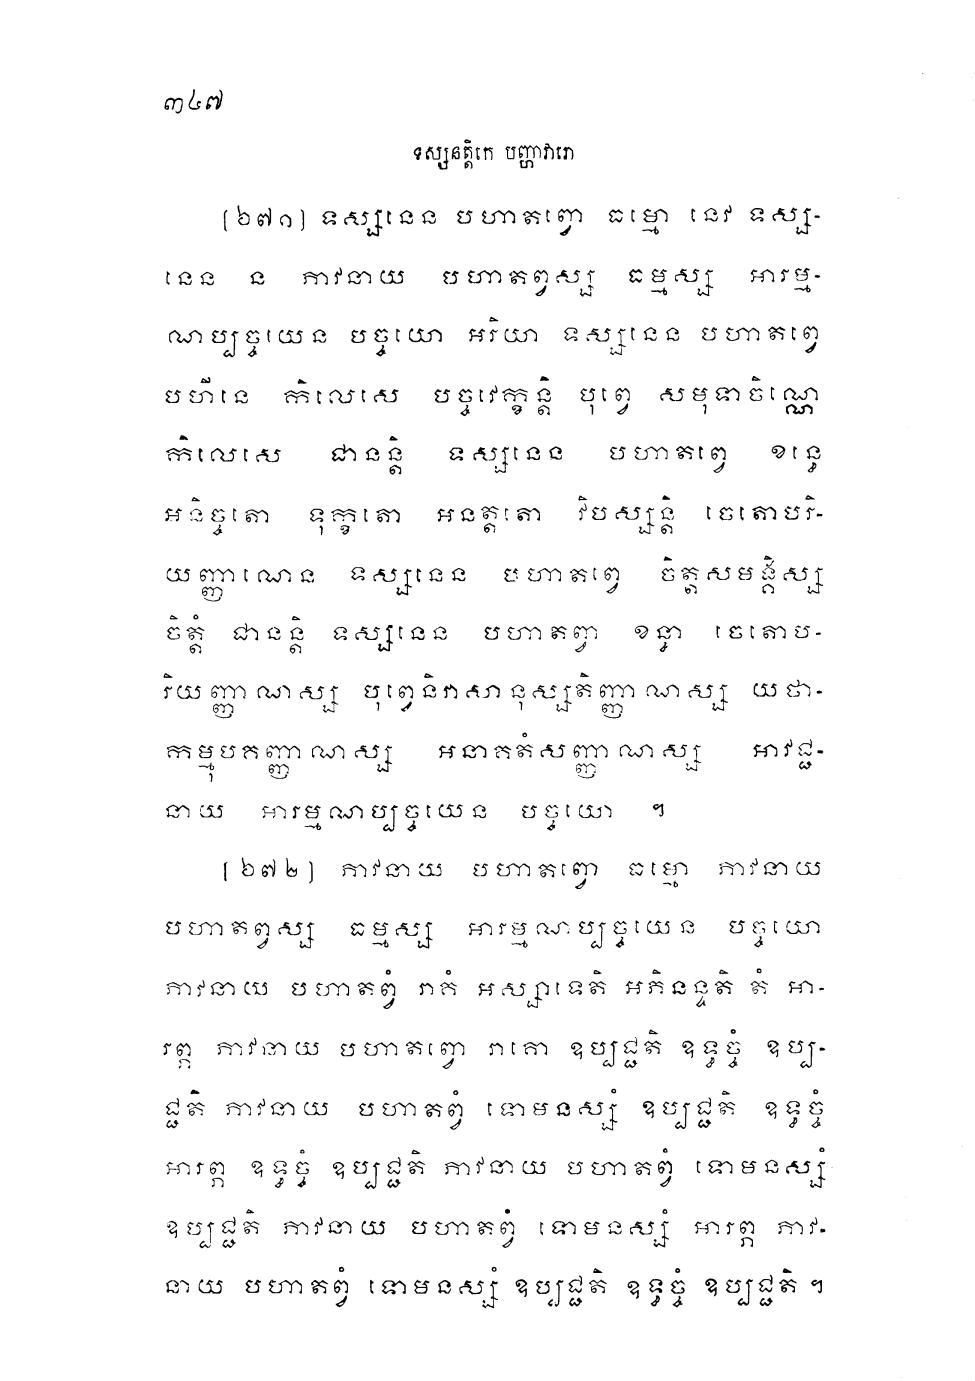 ៣៤៧
ទស្សនត្តិកេ បញ្ហាវារោ
[៦៧១] ទស្សនេន បហាតព្វោ ធម្មោ នេវ ទស្ស-
នេន ន ភាវនាយ បហាតព្វស្ស ធម្មស្ស អារម្ម-
ណប្បច្ចយេន បច្ចយោ អរិយា ទស្សនេន បហាតព្វេ
បហីនេ កិលេសេ បច្ចវេក្ខន្តិ បុព្វេ សមុទាចិណ្ណេ
កិលេសេ ជានន្តិ ទស្សនេន បហាតព្វេ ខន្ធេ
អនិច្ចតោ ទុក្ខតោ អនត្តតោ វិបស្សន្តិ ចេតោបរិ-
យញ្ញាណេន ទស្សនេន បហាតព្វេ ចិត្តសមង្គិស្ស
ចិត្តំ ជានន្តិ ទស្សនេន បហាតព្វា ខន្ធា ចេតោប-
រិយញ្ញាណស្ស បុព្វេនិវាសានុស្សតិញ្ញាណស្ស យថា-
កម្មុបកញ្ញាណស្ស អនាគតំសញ្ញាណស្ស អាវជ្ជ-
នាយ អារម្មណប្បច្ចយេន បច្ចយោ ។
[៦៧២] ភាវនាយ បហាតព្វោ ធម្មោ ភាវនាយ
បហាតព្វស្ស ធម្មស្ស អារម្មណប្បច្ចយេន បច្ចយោ
ភាវនាយ បហាតព្វំ រាគំ អស្សាទេតិ អភិនន្ទតិ តំ អា-
រព្ភ ភាវនាយ បហាតព្វោ រាគោ ឧប្បជ្ជតិ ឧទ្ធច្ចំ ឧប្ប-
ជ្ជតិ ភាវនាយ បហាតព្វំ ទោមនស្សំ ឧប្បជ្ជតិ ឧទ្ធច្ចំ
អារព្ភ ឧទ្ធច្ចំ ឧប្បជ្ជតិ ភាវនាយ បហាតព្វំ ទោមនស្សំ
ឧប្បជ្ជតិ ភាវនាយ បហាតព្វំ ទោមនស្សំ អារព្ភ ភាវ-
នាយ បហាតព្វំ ទោមនស្សំ ឧប្បជ្ជតិ ឧទ្ធច្ចំ ឧប្បជ្ជតិ ។